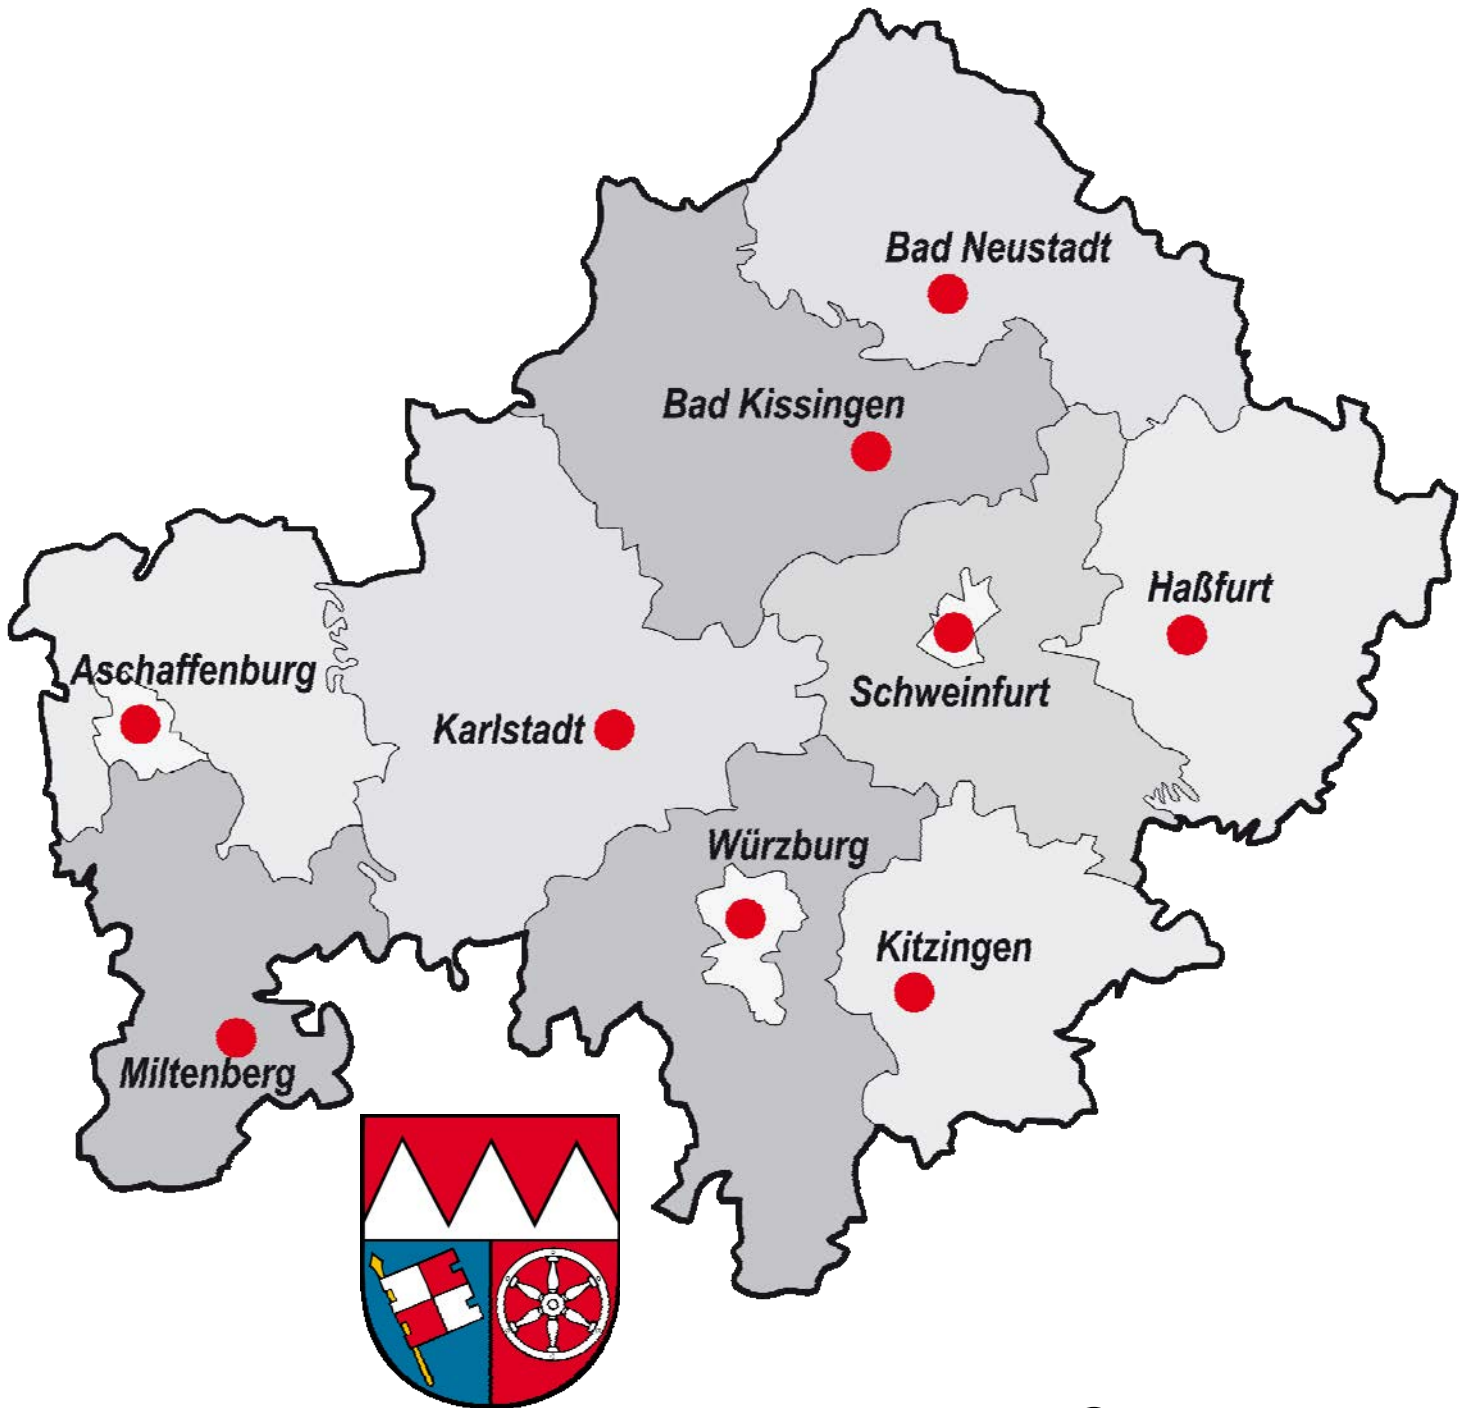 Bad Neustadt
Bad Kissingen
Haßfurt
Aschaffenburg
Schweinfurt
Karlstadt
Würzburg
Kitzingen
Miltenberg